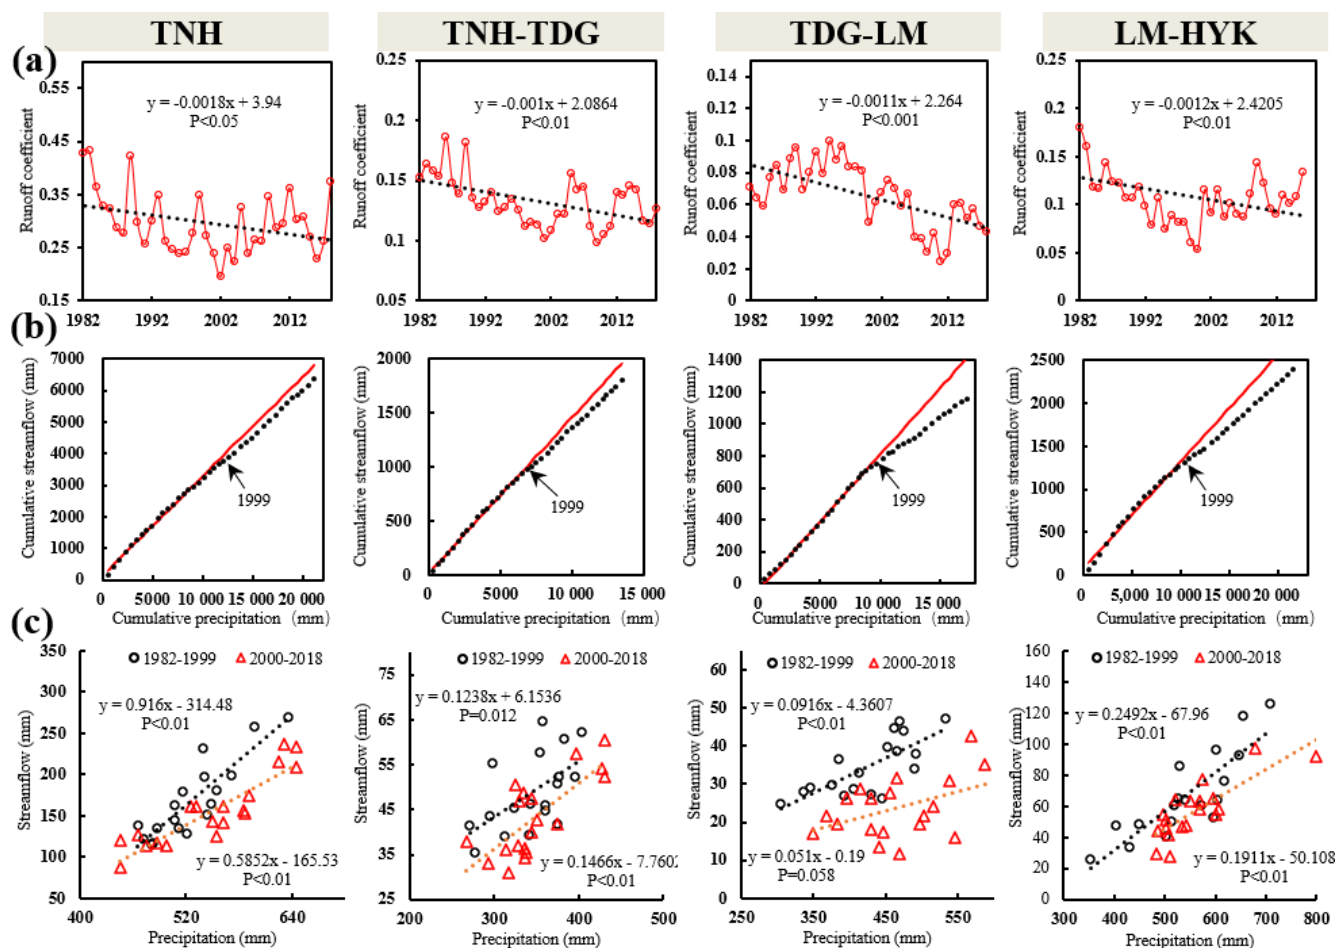 TNH TNH-TDG TDG-LM LM-HYK
(a)
Runoff coefficient
0.55
0.45
0.35
0.25
0.15
y = -0.0018x + 3.94
P<0.05
1982 1992 2002 2012
Runoff coefficient
0.25
0.2
0.15
0.1
0.05
y = -0.001x + 2.0864
P<0.01
1982 1992 2002 2012
Runoff coefficient
0.14
0.12
0.1
0.08
0.06
0.04
0.02
0
y = -0.0011x + 2.264
P<0.001
1982 1992 2002 2012
Runoff coefficient
0.25
0.2
0.15
0.1
0.05
0
y = -0.0012x + 2.4205
P<0.01
1982 1992 2002 2012
(b)
Cumulative streamflow (mm)
7000
6000
5000
4000
3000
2000
1000
0
1999
0 5000 10 000 15 000 20 000
Cumulative precipitation (mm)
Cumulative streamflow (mm)
2000
1500
1000
500
0
1999
0 5000 10 000 15 000
Cumulative precipitation (mm)
Cumulative streamflow (mm)
1400
1200
1000
800
600
400
200
0
1999
0 5000 10 000 15 000
Cumulative precipitation (mm)
Cumulative streamflow (mm)
2500
2000
1500
1000
500
0
1999
0 5,000 10 000 15 000 20 000
Cumulative precipitation (mm)
(c)
Streamflow (mm)
350
300
250
200
150
100
50
1982-1999 2000-2018
y = 0.916x - 314.48
P<0.01
y = 0.5852x - 165.53
P<0.01
400 520 640
Precipitation (mm)
Streamflow (mm)
75
65
55
45
35
25
1982-1999 2000-2018
y = 0.1238x + 6.1536
P=0.012
y = 0.1466x - 7.7602
P<0.01
200 300 400 500
Precipitation (mm)
Streamflow (mm)
60
50
40
30
20
10
0
1982-1999 2000-2018
y = 0.0916x - 4.3607
P<0.01
y = 0.051x - 0.19
P=0.058
250 350 450 550
Precipitation (mm)
Streamflow (mm)
160
140
120
100
80
60
40
20
0
1982-1999 2000-2018
y = 0.2492x - 67.96
P<0.01
y = 0.1911x - 50.108
P<0.01
300 400 500 600 700 800
Precipitation (mm)